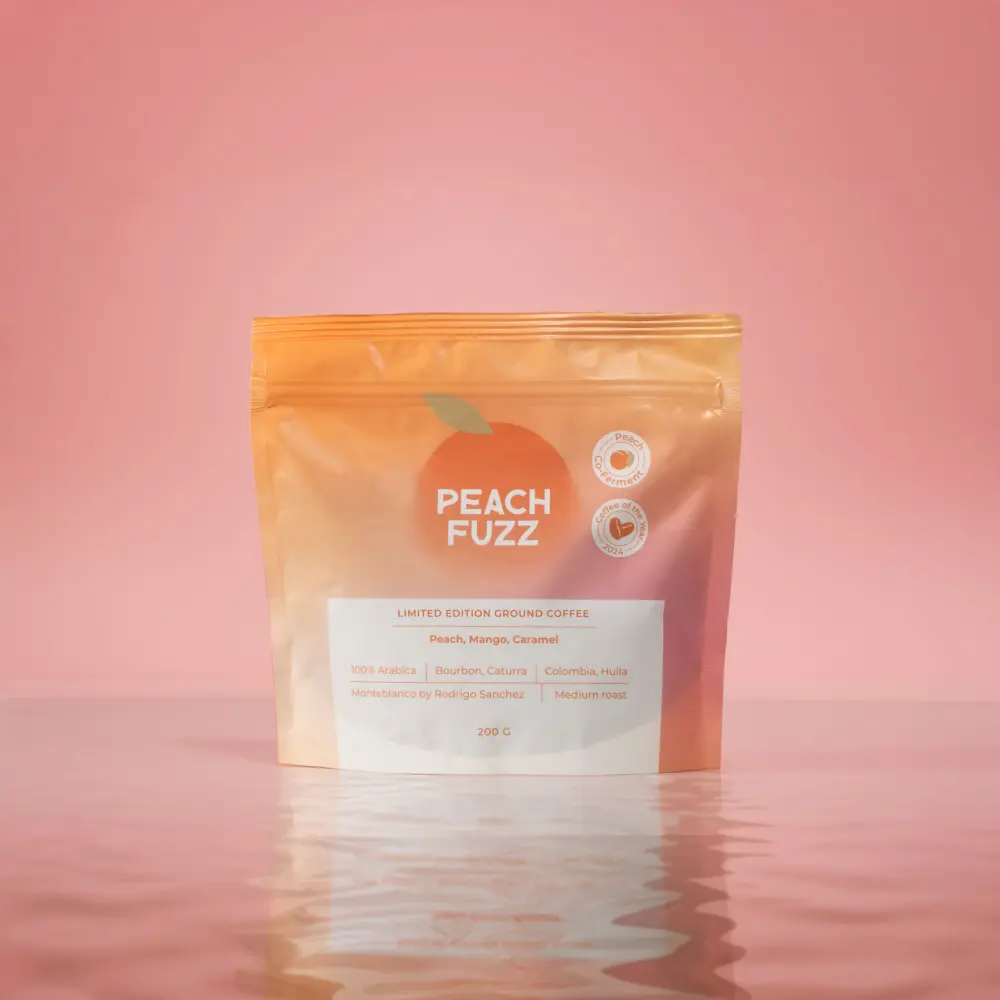 PEACH
FUZZ
Peach
Co-Ferment
Coffee of the Year
2024
LIMITED EDITION GROUND COFFEE
Peach, Mango, Caramel
100% Arabica
Bourbon, Caturra
Colombia, Huila
Monteblanco by Rodrigo Sanchez
Medium roast
200 G